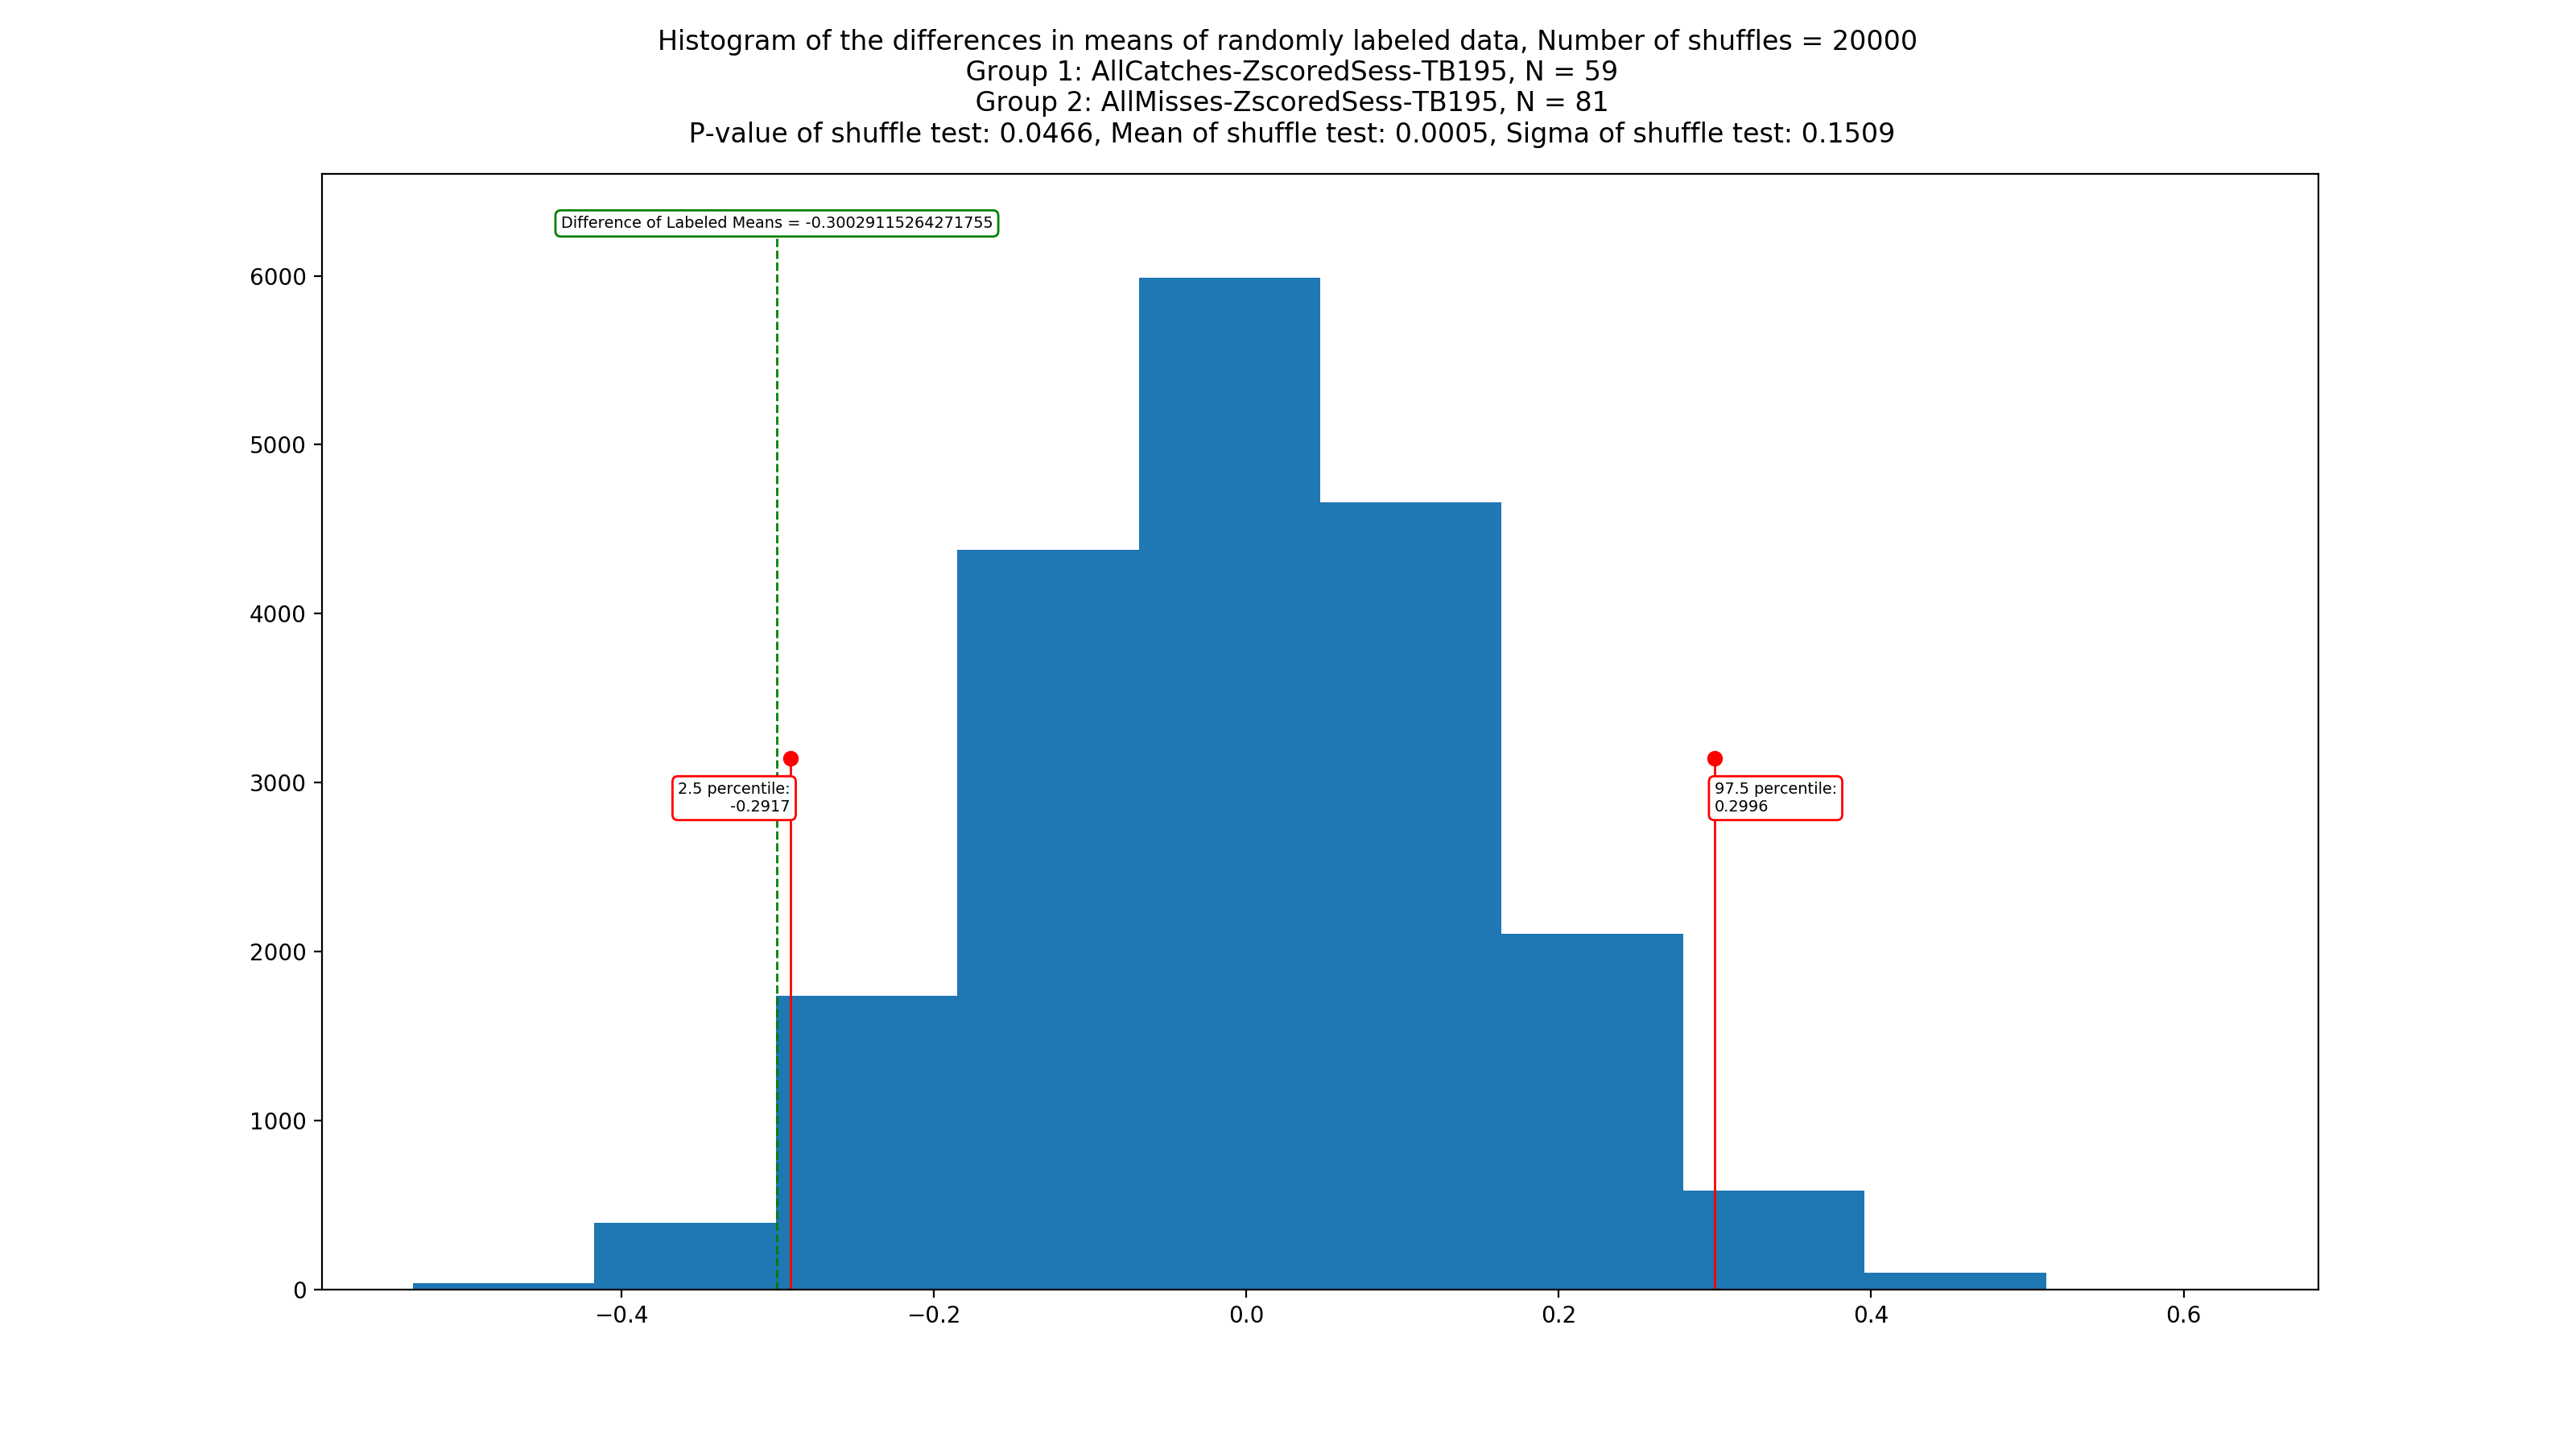 Histogram of the differences in means of randomly labeled data, Number of shuffles = 20000
Group 1: AllCatches-ZscoredSess-TB195, N = 59
Group 2: AllMisses-ZscoredSess-TB195, N = 81
P-value of shuffle test: 0.0466, Mean of shuffle test: 0.0005, Sigma of shuffle test: 0.1509
Difference of Labeled Means = -0.30029115264271755
6000
5000
4000
3000
2000
1000
0
2.5 percentile:
-0.2917
97.5 percentile:
0.2996
−0.4
−0.2
0.0
0.2
0.4
0.6